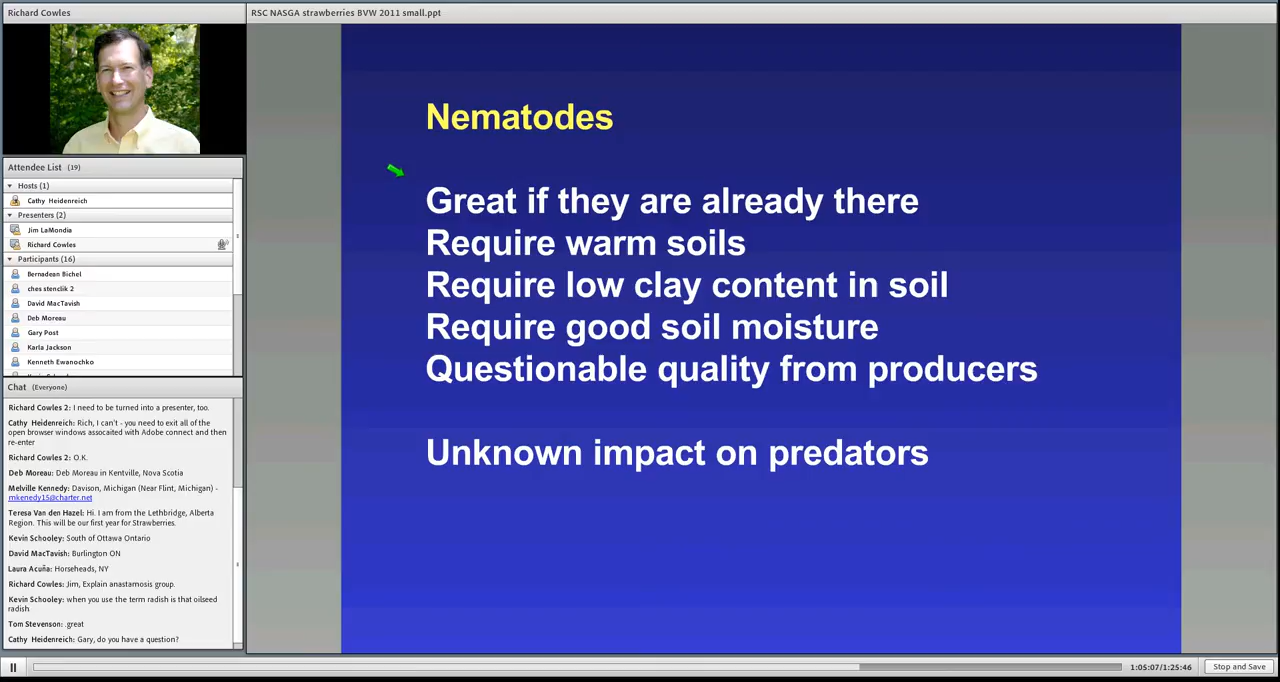 Richard Cowles
RSC NASGA strawberries BVW 2011 small.ppt
Attendee List (19)
Hosts (1)
Cathy Heidenreich
Presenters (2)
Jim LaMondia
Richard Cowles
Participants (16)
Bernadean Bichel
ches stenclik 2
David MacTavish
Deb Moreau
Gary Post
Karla Jackson
Kenneth Ewanochko
Chat (Everyone)
Richard Cowles 2: I need to be turned into a presenter, too.
Cathy Heidenreich: Rich, I can't - you need to exit all of the
open browser windows assocaited with Adobe connect and then
re-enter
Richard Cowles 2: O.K.
Deb Moreau: Deb Moreau in Kentville, Nova Scotia
Melville Kennedy: Davison, Michigan (Near Flint, Michigan) -
mkenedy15@charter.net
Teresa Van den Hazel: Hi. I am from the Lethbridge, Alberta
Region. This will be our first year for Strawberries.
Kevin Schooley: South of Ottawa Ontario
David MacTavish: Burlington ON
Laura Acuña: Horseheads, NY
Richard Cowles: Jim, Explain anastamosis group.
Kevin Schooley: when you use the term radish is that oilseed
radish.
Tom Stevenson: .great
Cathy Heidenreich: Gary, do you have a question?
Nematodes
Great if they are already there
Require warm soils
Require low clay content in soil
Require good soil moisture
Questionable quality from producers
Unknown impact on predators
1:05:07/1:25:46
Stop and Save